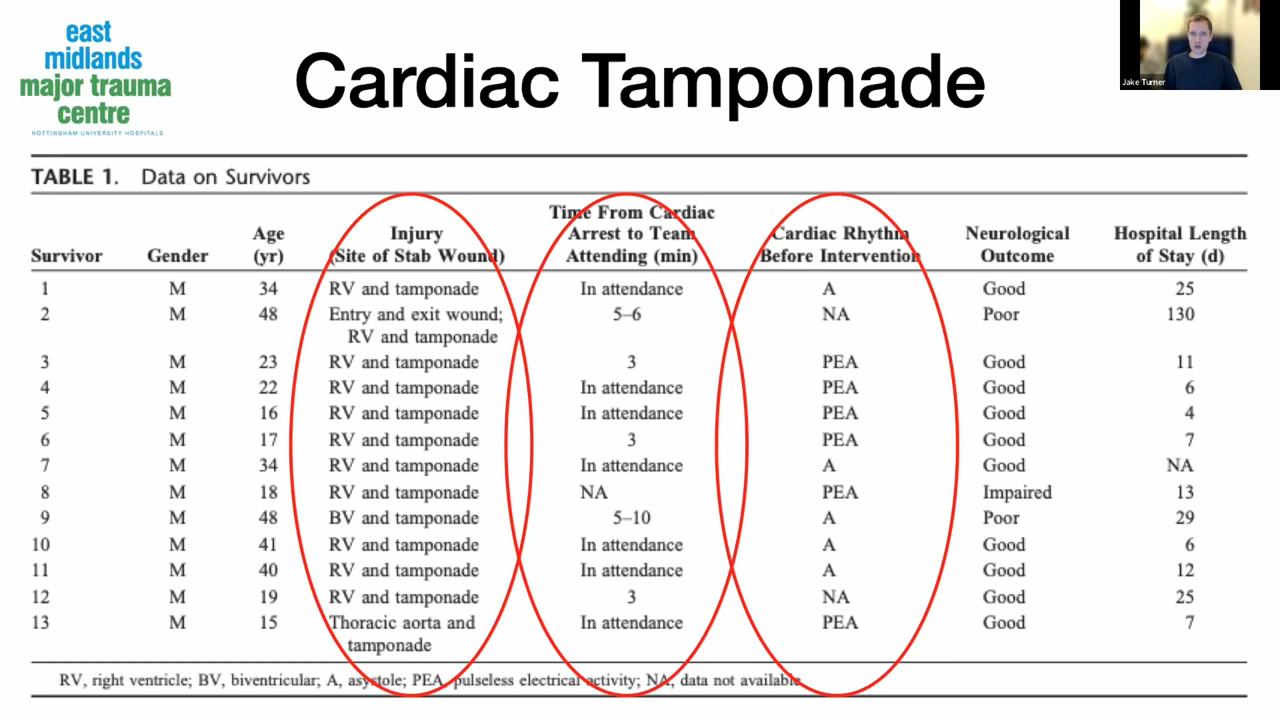 east
midlands
major trauma
centre
NOTTINGHAM UNIVERSITY HOSPITALS
Cardiac Tamponade
Jake Turner
TABLE 1. Data on Survivors
Survivor Gender Age (yr) Injury (Site of Stab Wound) Time From Cardiac Arrest to Team Attending (min) Cardiac Rhythm Before Intervention Neurological Outcome Hospital Length of Stay (d)
1 M 34 RV and tamponade In attendance A Good 25
2 M 48 Entry and exit wound; 5–6 NA Poor 130
RV and tamponade
3 M 23 RV and tamponade 3 PEA Good 11
4 M 22 RV and tamponade In attendance PEA Good 6
5 M 16 RV and tamponade In attendance PEA Good 4
6 M 17 RV and tamponade 3 PEA Good 7
7 M 34 RV and tamponade In attendance A Good NA
8 M 18 RV and tamponade NA PEA Impaired 13
9 M 48 BV and tamponade 5–10 A Poor 29
10 M 41 RV and tamponade In attendance A Good 6
11 M 40 RV and tamponade In attendance A Good 12
12 M 19 RV and tamponade 3 NA Good 25
13 M 15 Thoracic aorta and In attendance PEA Good 7
tamponade
RV, right ventricle; BV, biventricular; A, asystole; PEA, pulseless electrical activity; NA, data not available.